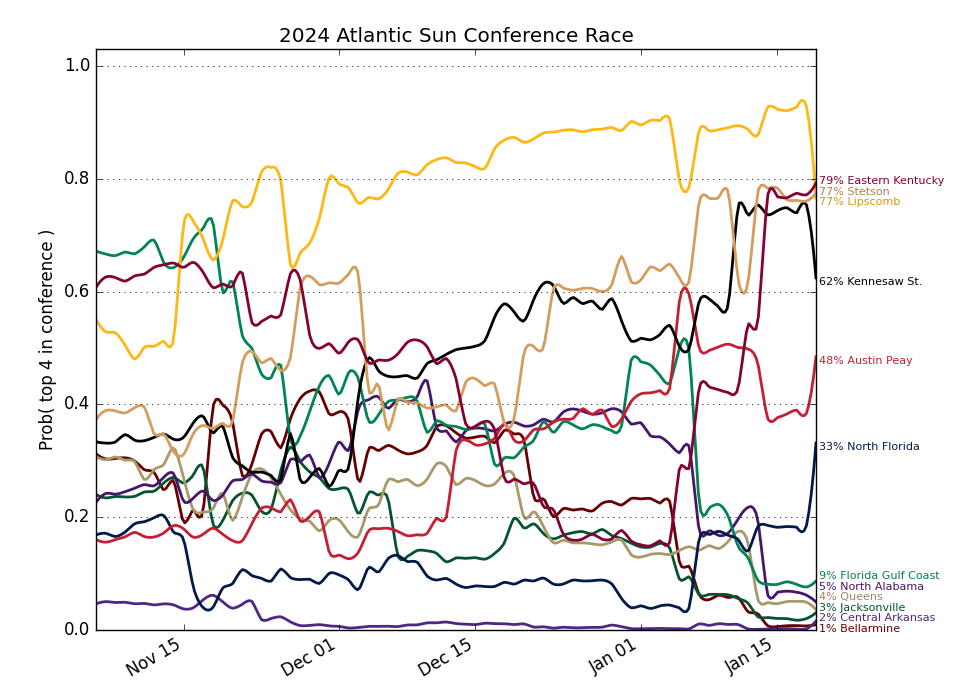 2024 Atlantic Sun Conference Race
Prob( top 4 in conference )
1.0
0.8
0.6
0.4
0.2
0.0
Nov 15
Dec 01
Dec 15
Jan 01
Jan 15
79% Eastern Kentucky
77% Stetson
77% Lipscomb
62% Kennesaw St.
48% Austin Peay
33% North Florida
9% Florida Gulf Coast
5% North Alabama
4% Queens
3% Jacksonville
2% Central Arkansas
1% Bellarmine